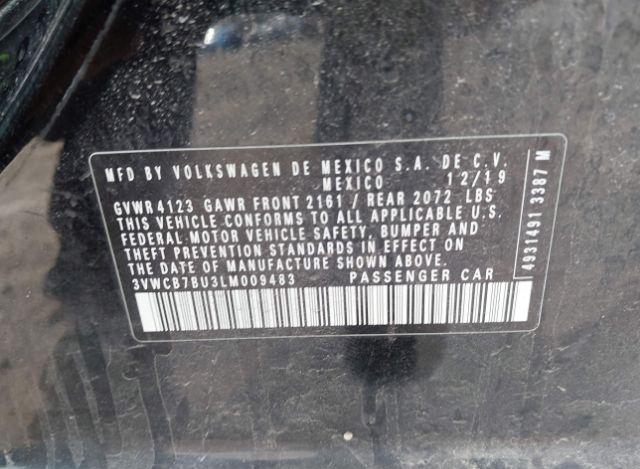 MFD BY VOLKSWAGEN DE MEXICO S.A. DE C.V.
MEXICO 12/19
GVWR 4123 GAWR FRONT 2161 / REAR 2072 LBS
THIS VEHICLE CONFORMS TO ALL APPLICABLE U.S.
FEDERAL MOTOR VEHICLE SAFETY, BUMPER AND
THEFT PREVENTION STANDARDS IN EFFECT ON
THE DATE OF MANUFACTURE SHOWN ABOVE.
3VWCB7BU3LM009483 PASSENGER CAR
4931491 3387 M